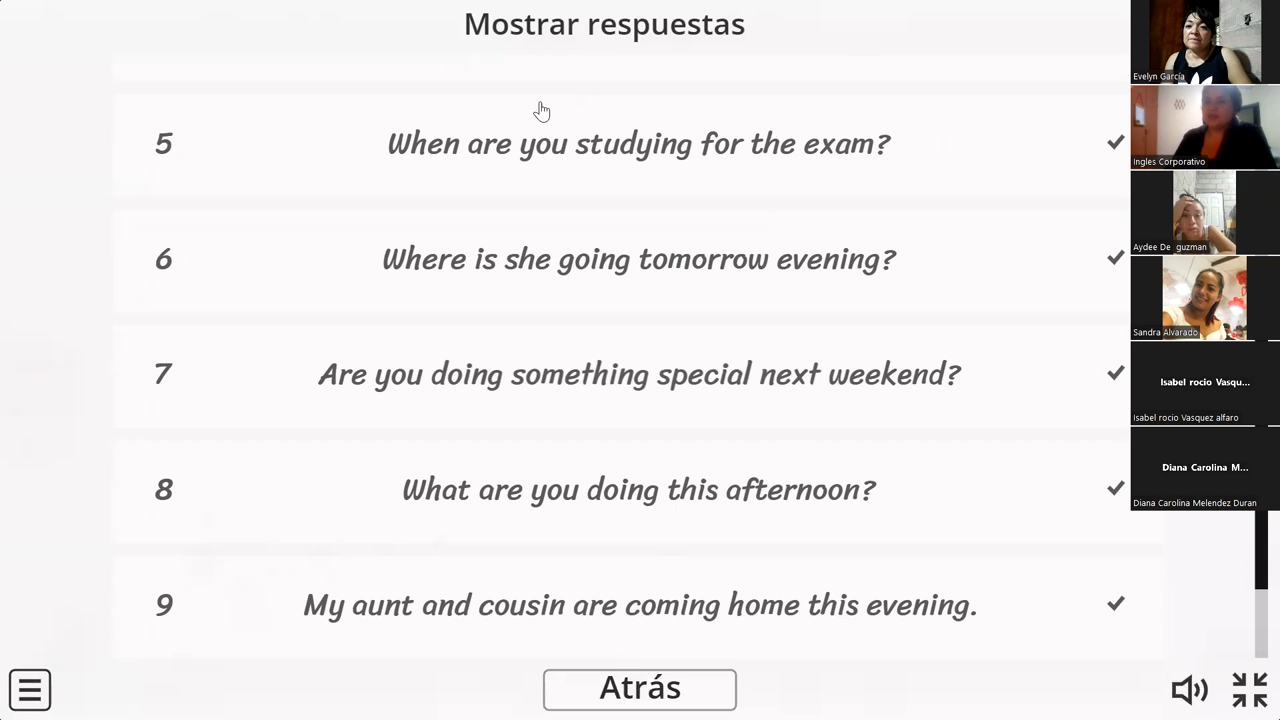 Mostrar respuestas
5 When are you studying for the exam?
6 Where is she going tomorrow evening?
7 Are you doing something special next weekend?
8 What are you doing this afternoon?
9 My aunt and cousin are coming home this evening.
Atrás
Evelyn García
Ingles Corporativo
Aydee De guzman
Sandra Alvarado
Isabel rocio Vasqu...
Isabel rocio Vasquez alfaro
Diana Carolina M...
Diana Carolina Melendez Duran